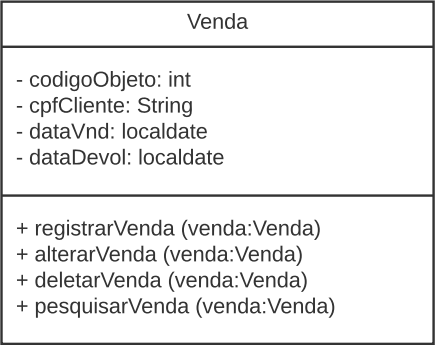 Venda
- codigoObjeto: int
- cpfCliente: String
- dataVnd: localdate
- dataDevol: localdate
+ registrarVenda (venda:Venda)
+ alterarVenda (venda:Venda)
+ deletarVenda (venda:Venda)
+ pesquisarVenda (venda:Venda)